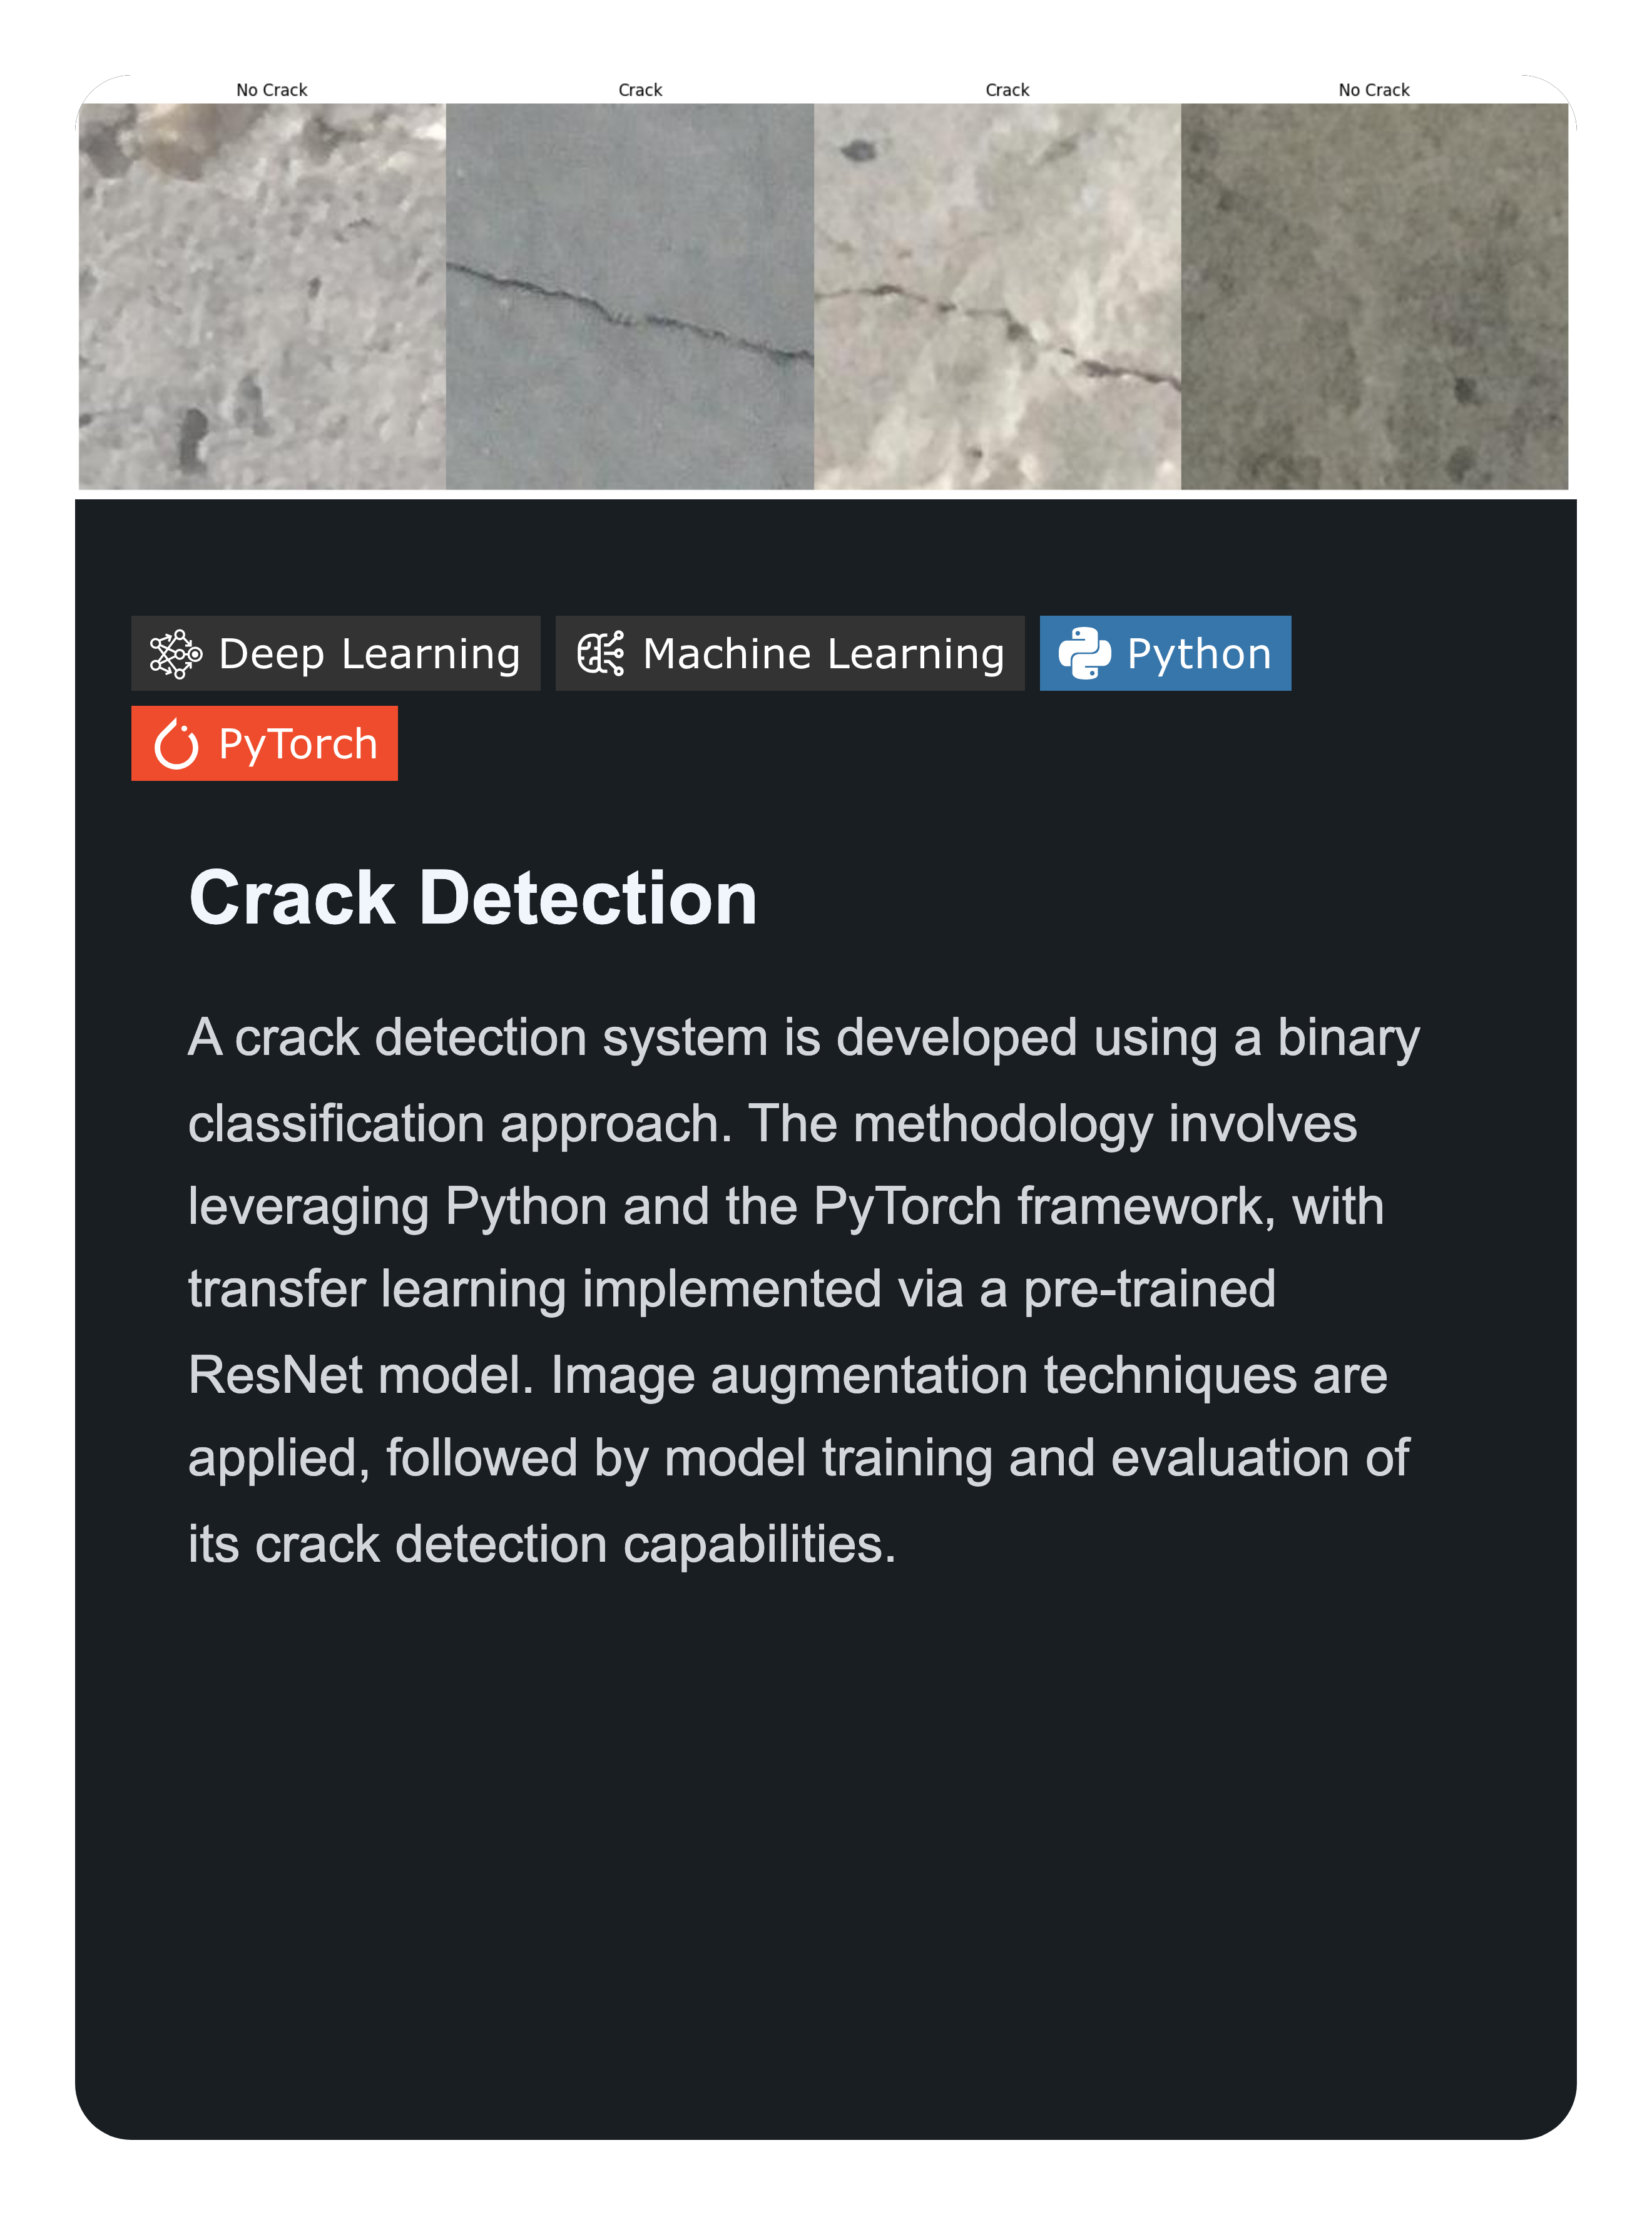 No Crack Crack Crack No Crack
Deep Learning Machine Learning Python
PyTorch
Crack Detection
A crack detection system is developed using a binary
classification approach. The methodology involves
leveraging Python and the PyTorch framework, with
transfer learning implemented via a pre-trained
ResNet model. Image augmentation techniques are
applied, followed by model training and evaluation of
its crack detection capabilities.